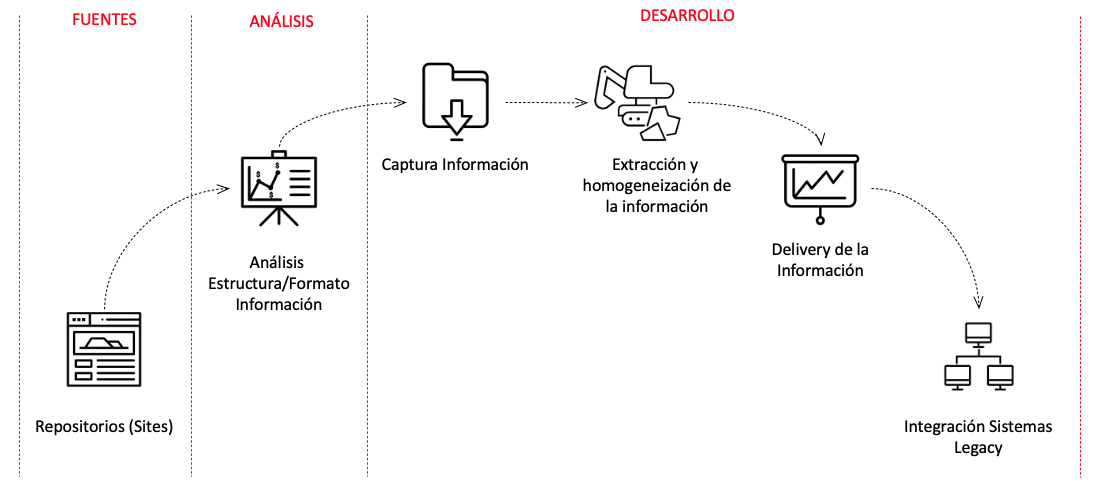 FUENTES
ANÁLISIS
DESARROLLO
Repositorios (Sites)
Análisis
Estructura/Formato
Información
Captura Información
Extracción y
homogeneización de
la información
Delivery de la
Información
Integración Sistemas
Legacy